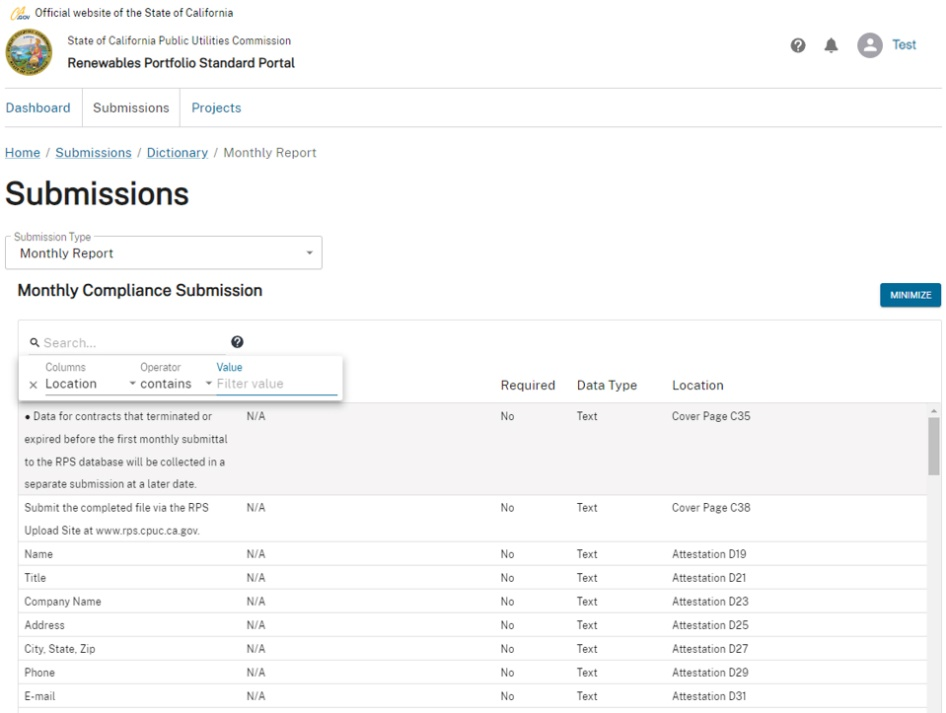 CA.GOV Official website of the State of California
State of California Public Utilities Commission
Renewables Portfolio Standard Portal
Test
Dashboard Submissions Projects
Home / Submissions / Dictionary / Monthly Report
Submissions
Submission Type
Monthly Report
Monthly Compliance Submission
MINIMIZE
Search...
Columns Operator Value
× Location contains Filter value
Required Data Type Location
• Data for contracts that terminated or N/A No Text Cover Page C35
expired before the first monthly submittal
to the RPS database will be collected in a
separate submission at a later date.
Submit the completed file via the RPS N/A No Text Cover Page C38
Upload Site at www.rps.cpuc.ca.gov.
Name N/A No Text Attestation D19
Title N/A No Text Attestation D21
Company Name N/A No Text Attestation D23
Address N/A No Text Attestation D25
City, State, Zip N/A No Text Attestation D27
Phone N/A No Text Attestation D29
E-mail N/A No Text Attestation D31